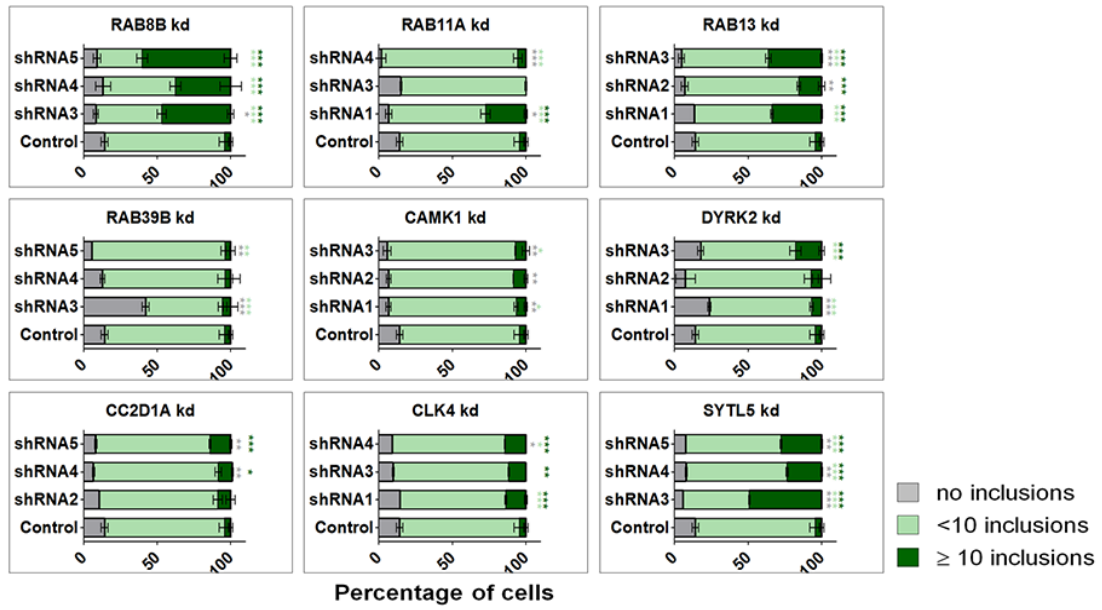 RAB8B kd
shRNA5
shRNA4
shRNA3
Control
0 50 100
RAB11A kd
shRNA4
shRNA3
shRNA1
Control
0 50 100
RAB13 kd
shRNA3
shRNA2
shRNA1
Control
0 50 100
RAB39B kd
shRNA5
shRNA4
shRNA3
Control
0 50 100
CAMK1 kd
shRNA3
shRNA2
shRNA1
Control
0 50 100
DYRK2 kd
shRNA3
shRNA2
shRNA1
Control
0 50 100
CC2D1A kd
shRNA5
shRNA4
shRNA2
Control
0 50 100
CLK4 kd
shRNA4
shRNA3
shRNA1
Control
0 50 100
SYTL5 kd
shRNA5
shRNA4
shRNA3
Control
0 50 100
no inclusions
<10 inclusions
≥ 10 inclusions
Percentage of cells